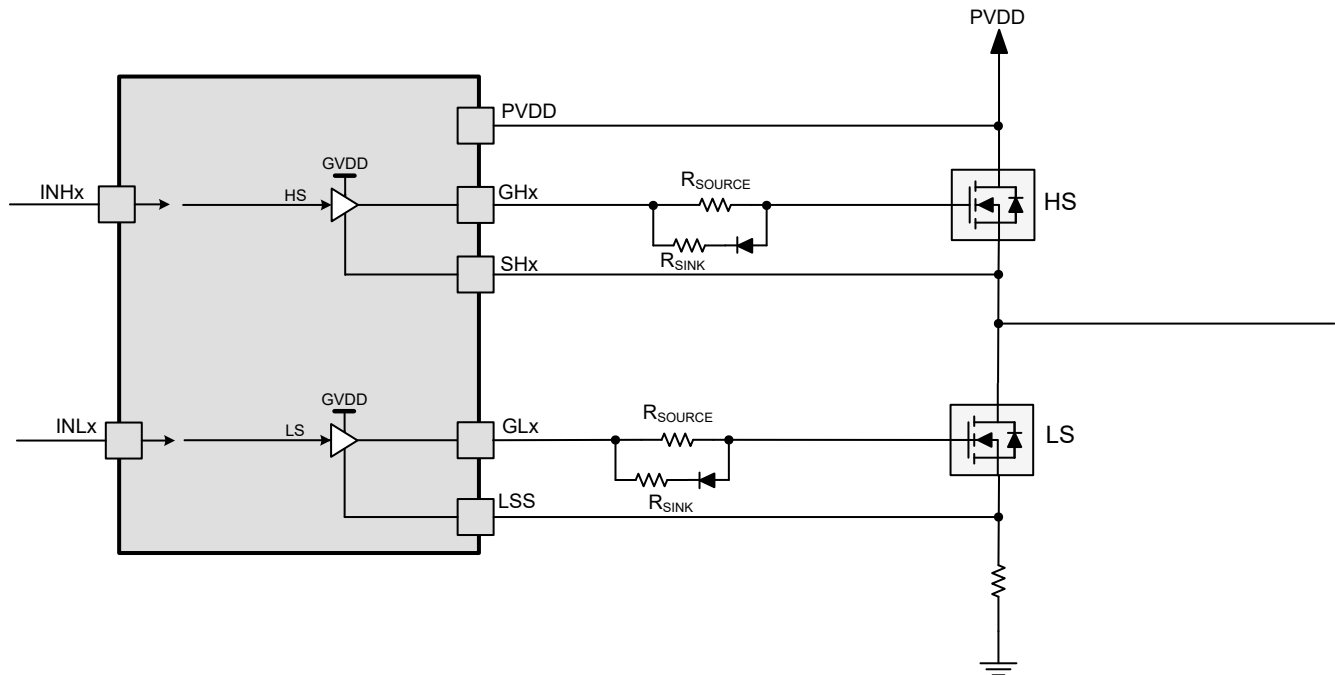 PVDD
PVDD
GVDD
INHx
HS
GHx
RSOURCE
HS
RSINK
SHx
GVDD
INLx
LS
GLx
RSOURCE
LS
RSINK
LSS